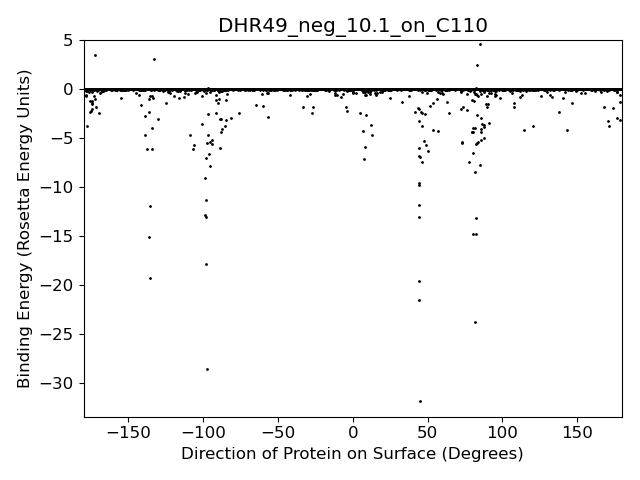 DHR49_neg_10.1_on_C110
Binding Energy (Rosetta Energy Units)
5
0
−5
−10
−15
−20
−25
−30
−150 −100 −50 0 50 100 150
Direction of Protein on Surface (Degrees)